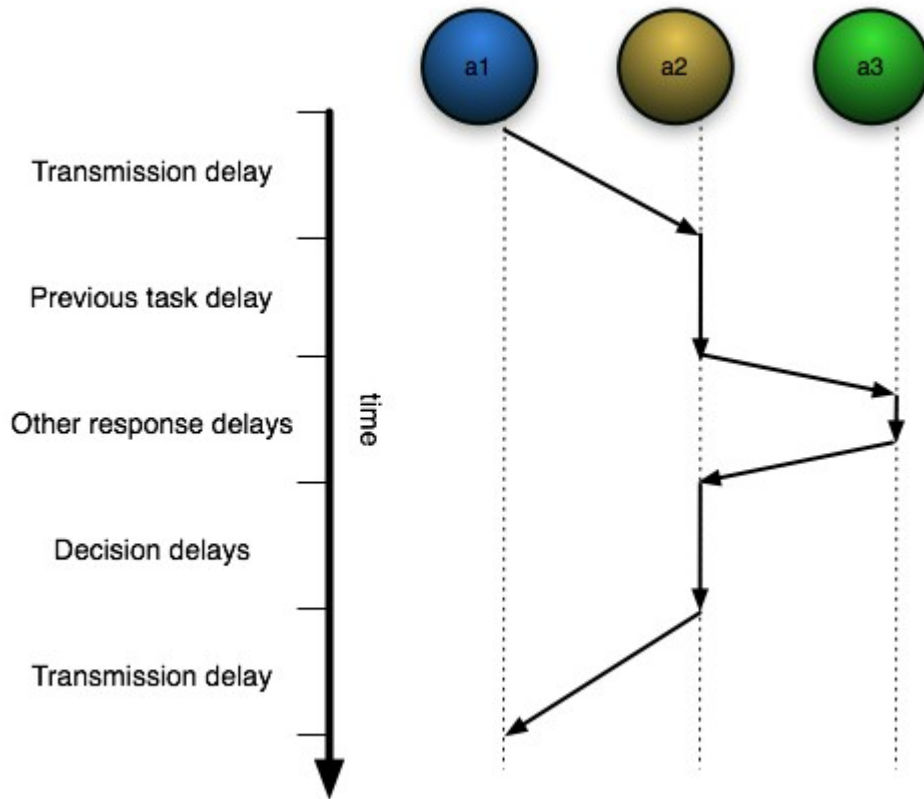 a1
a2
a3
Transmission delay
Previous task delay
Other response delays
time
Decision delays
Transmission delay